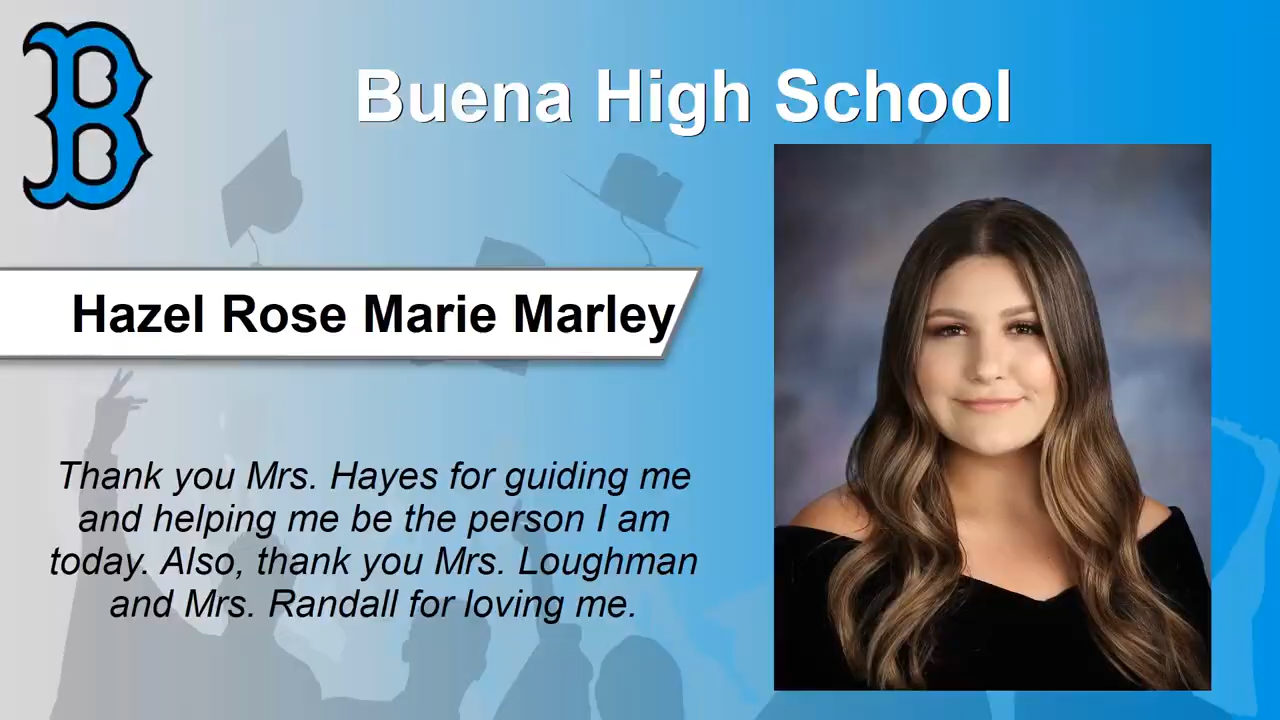 B
Buena High School
Hazel Rose Marie Marley
Thank you Mrs. Hayes for guiding me
and helping me be the person I am
today. Also, thank you Mrs. Loughman
and Mrs. Randall for loving me.